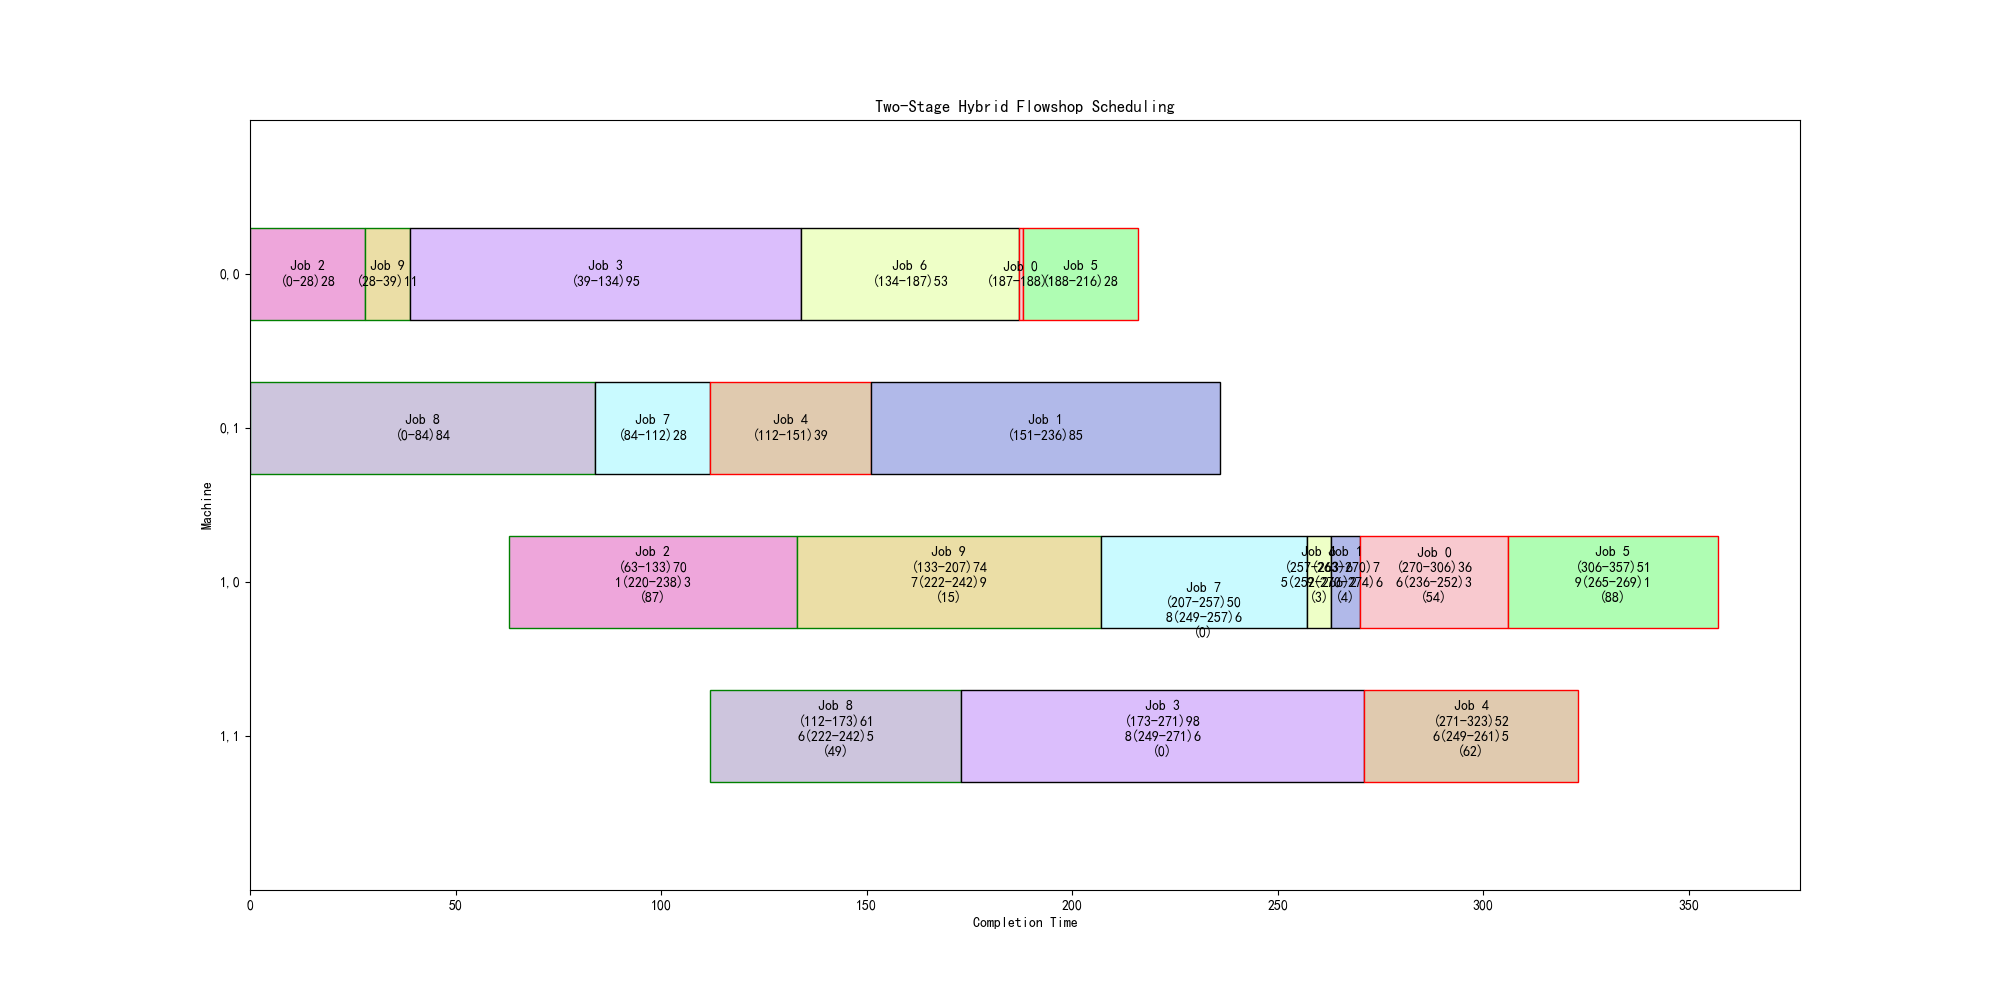 Two-Stage Hybrid Flowshop Scheduling
0,0
Job 2
(0-28)28
Job 9
(28-39)11
Job 3
(39-134)95
Job 6
(134-187)53
Job 0
(187-188)
Job 5
(188-216)28
0,1
Job 8
(0-84)84
Job 7
(84-112)28
Job 4
(112-151)39
Job 1
(151-236)85
Machine
1,0
Job 2
(63-133)70
1(220-238)3
(87)
Job 9
(133-207)74
7(222-242)9
(15)
Job 7
(207-257)50
8(249-257)6
(0)
Job
(3)
Job 1
(4)
Job 0
(270-306)36
6(236-252)3
(54)
Job 5
(306-357)51
9(265-269)1
(88)
1,1
Job 8
(112-173)61
6(222-242)5
(49)
Job 3
(173-271)98
8(249-271)6
(0)
Job 4
(271-323)52
6(249-261)5
(62)
0 50 100 150 200 250 300 350
Completion Time